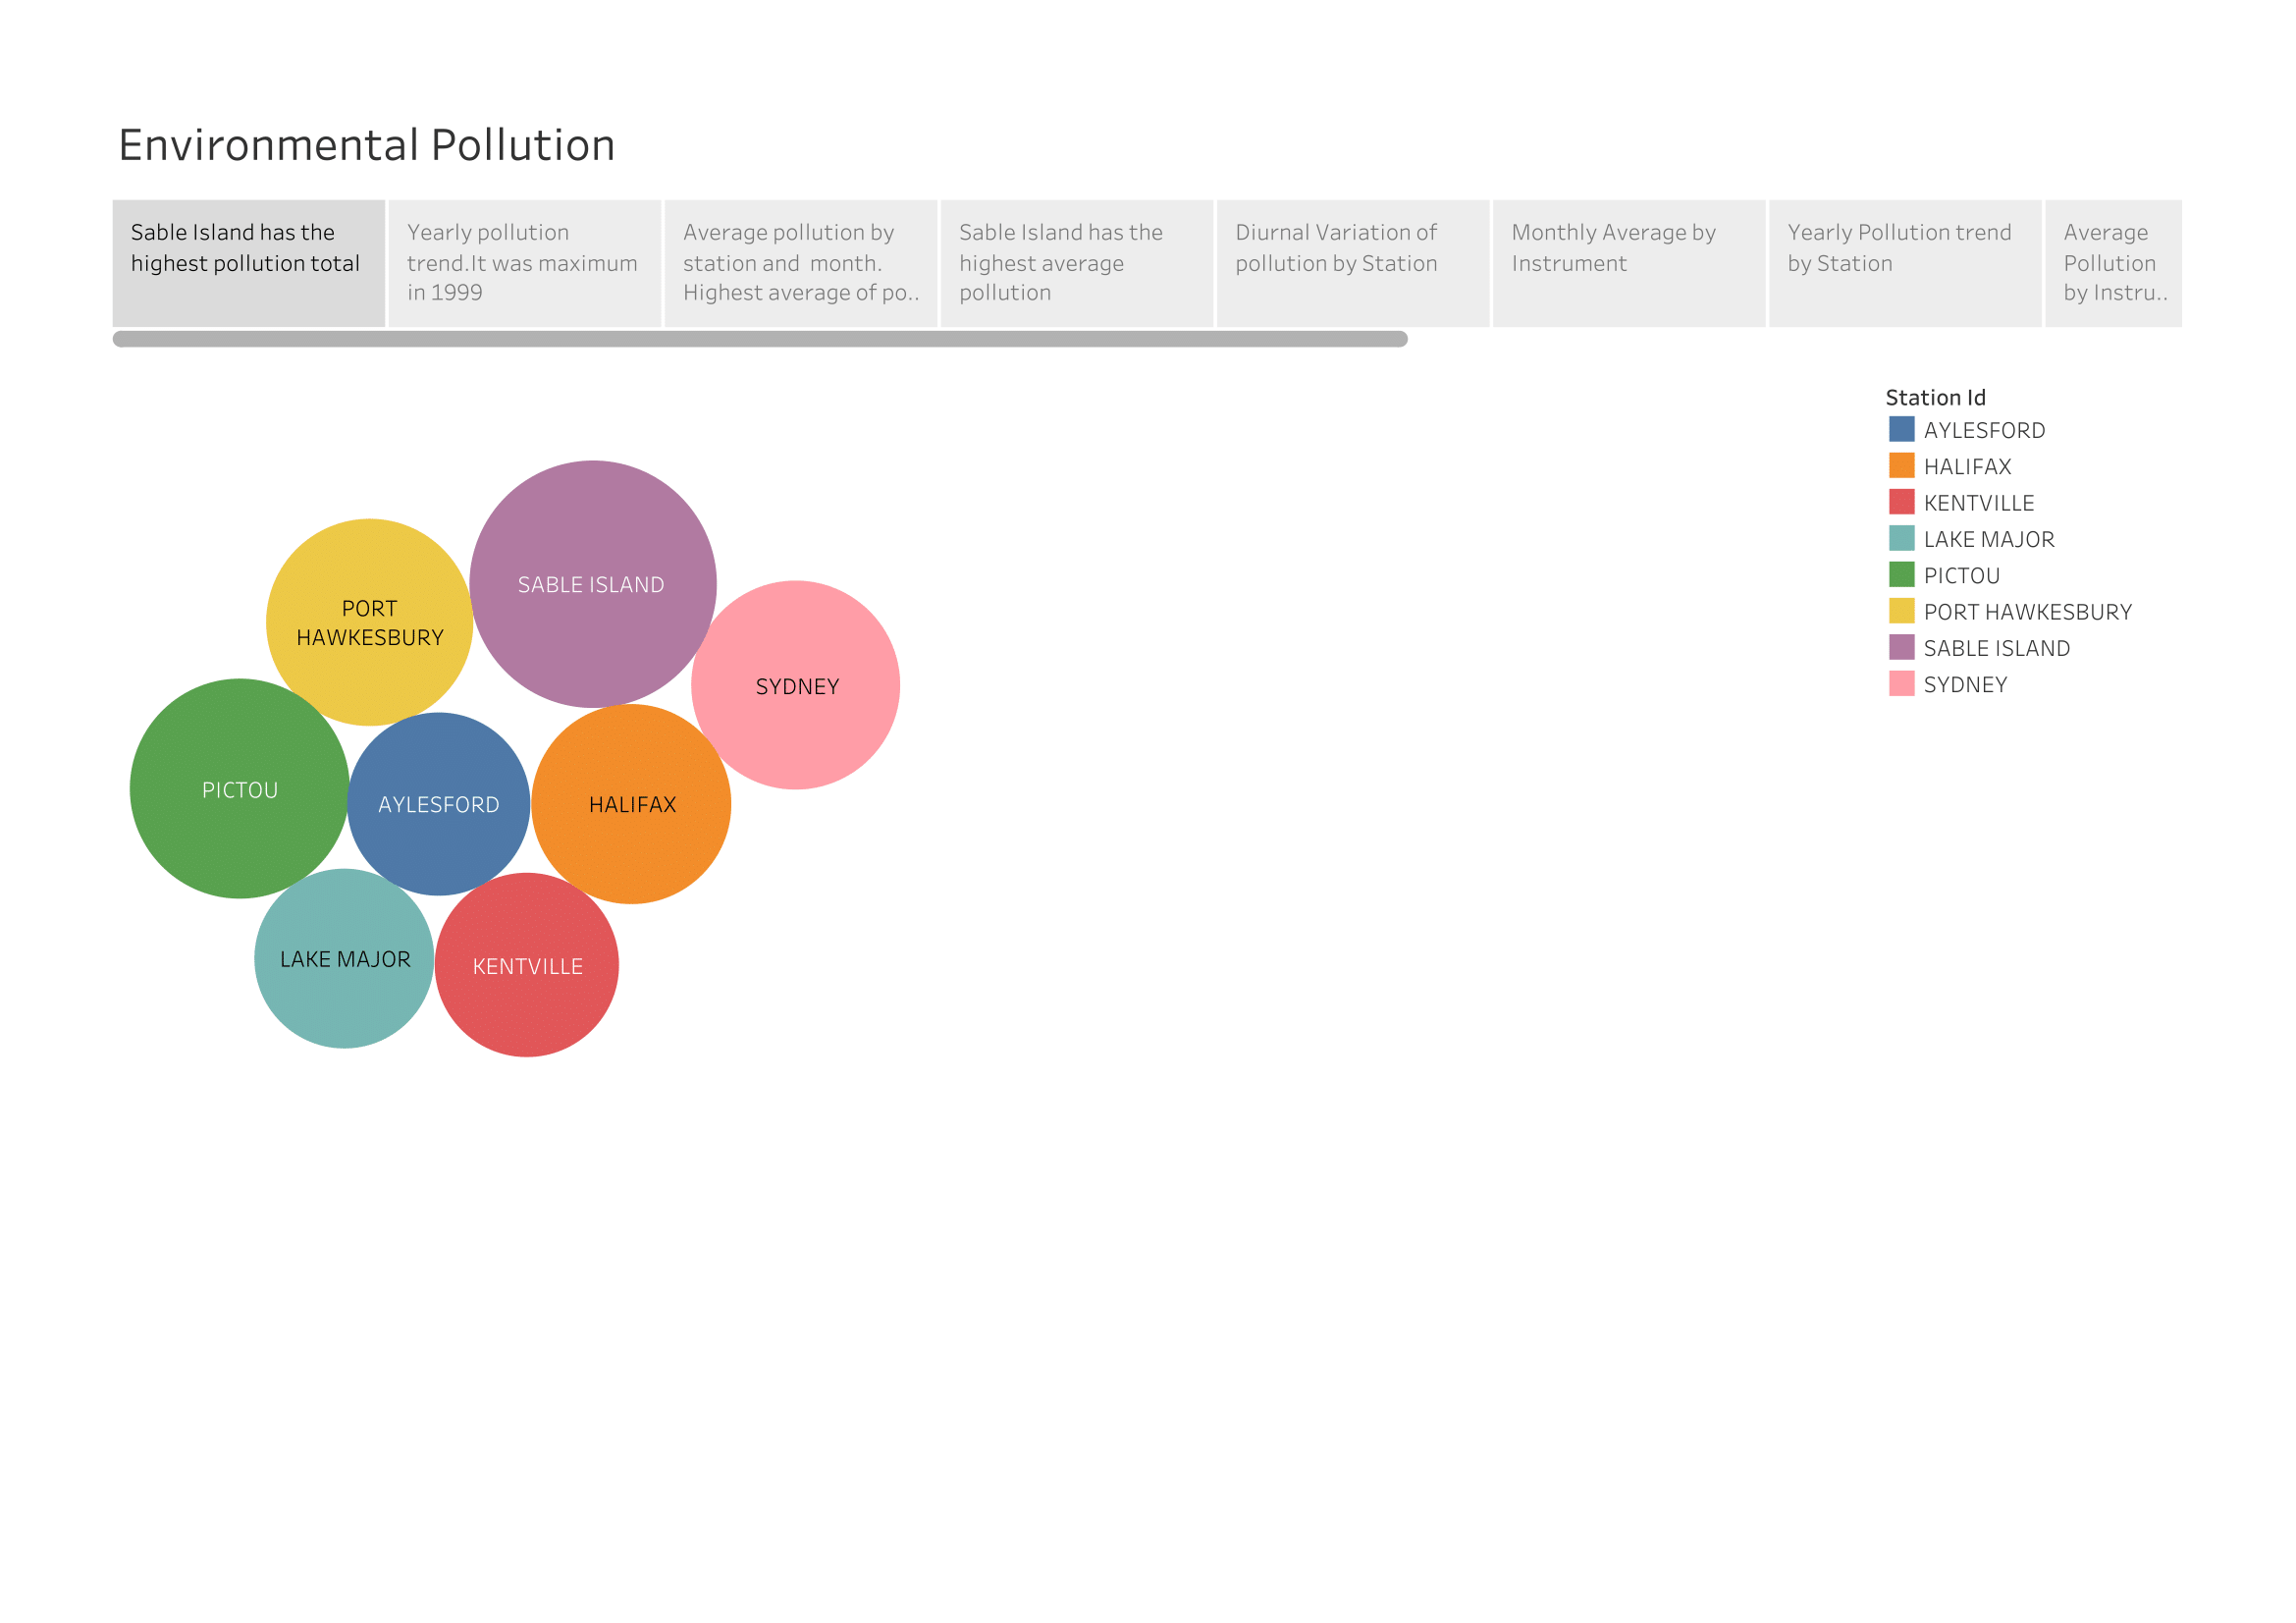 Environmental Pollution
Sable Island has the
highest pollution total
Yearly pollution
trend.It was maximum
in 1999
Average pollution by
station and  month.
Highest average of po..
Sable Island has the
highest average
pollution
Diurnal Variation of
pollution by Station
Monthly Average by
Instrument
Yearly Pollution trend
by Station
Average
Pollution
by Instru..
Station Id
AYLESFORD
HALIFAX
KENTVILLE
LAKE MAJOR
PICTOU
PORT HAWKESBURY
SABLE ISLAND
SYDNEY
SABLE ISLAND
PORT
HAWKESBURY
SYDNEY
PICTOU
AYLESFORD
HALIFAX
LAKE MAJOR
KENTVILLE